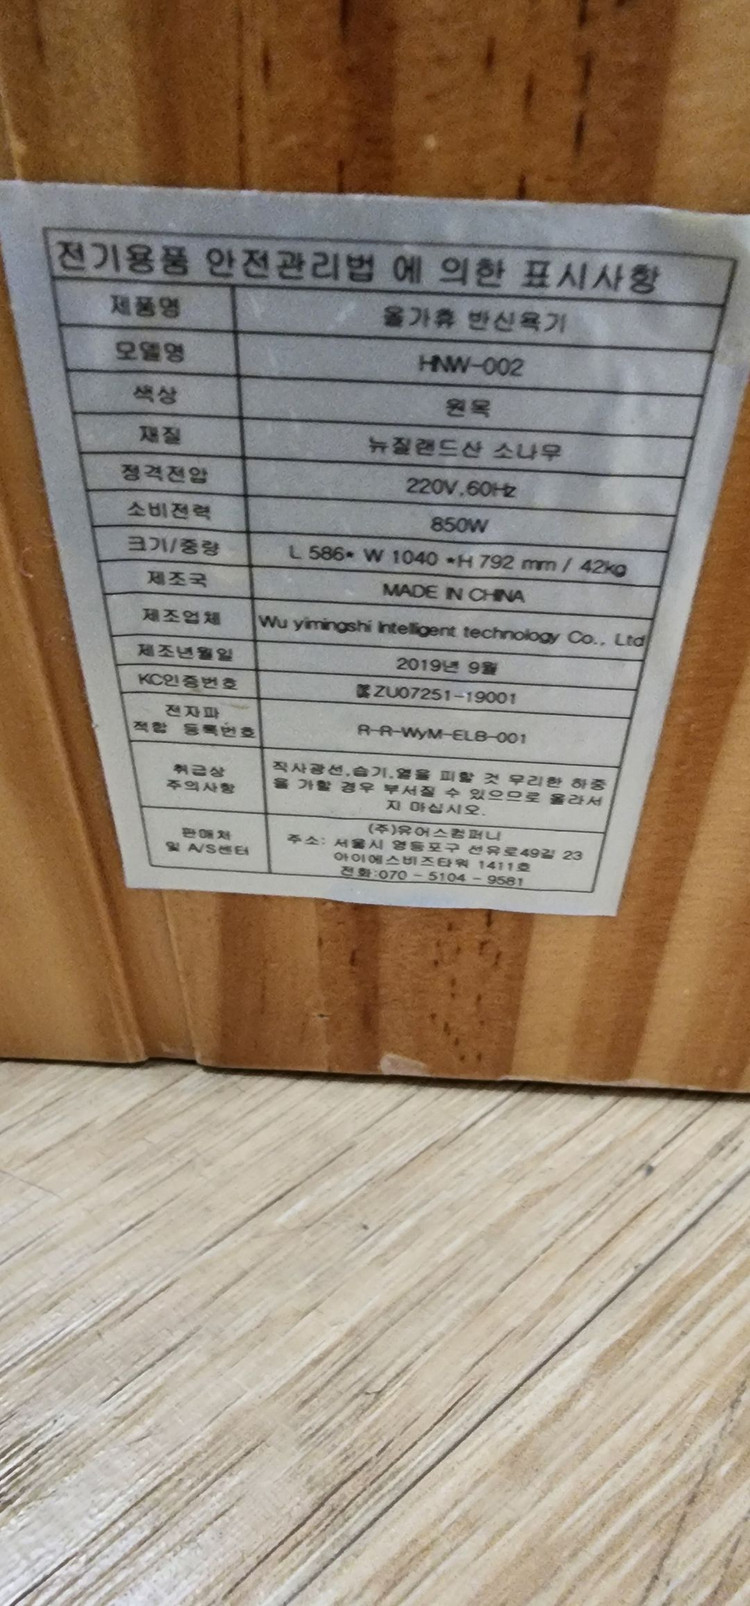 전기용품 안전관리법 에 의한 표시사항
제품명 올가휴 반신욕기
모델명 HNW-002
색상 원목
재질 뉴질랜드산 소나무
정격전압 220V,60Hz
소비전력 850W
크기/중량 L 586* W 1040 *H 792 mm / 42kg
제조국 MADE IN CHINA
제조업체 Wu yimingshi Intelligent technology Co., Ltd
제조년월일 2019년 9월
KC인증번호 ZU07251-19001
전자파
적합 등록번호 R-R-WyM-ELB-001
취급상
주의사항
직사광선,습기,열을 피할 것 무리한 하중
을 가할 경우 부서질 수 있으므로 올라서
지 마십시오.
판매처
및 A/S센터
(주)유어스컴퍼니
주소: 서울시 영등포구 선유로49길 23
아이에스비즈타워 1411호
전화:070 - 5104 - 9581